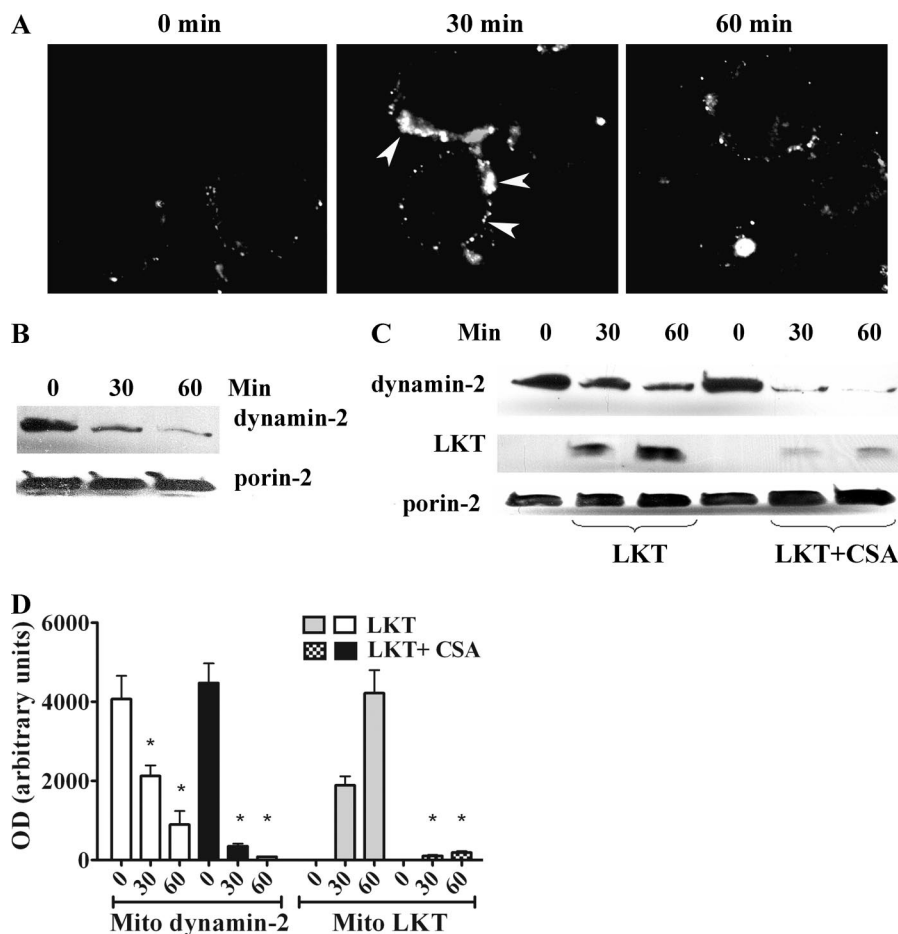 A
0 min 30 min 60 min
B
0 30 60 Min
dynamin-2
porin-2
C
Min 0 30 60 0 30 60
dynamin-2
LKT
porin-2
LKT LKT+CSA
D
OD (arbitrary units)
6000
4000
2000
0
LKT
LKT+ CSA
* * * * * *
0 30 60 0 30 60 0 30 60 0 30 60
Mito dynamin-2 Mito LKT